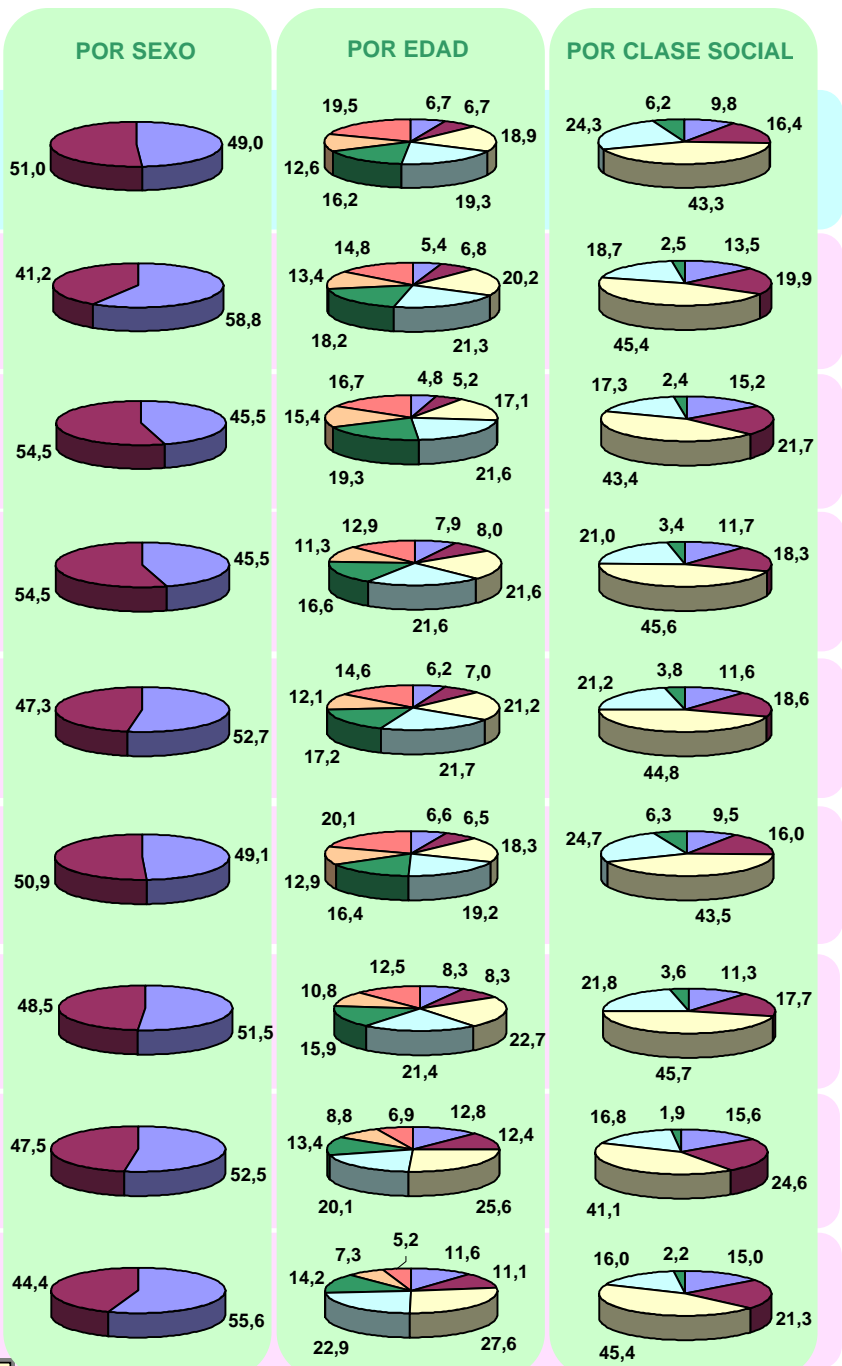 POR SEXO POR EDAD POR CLASE SOCIAL
19,5 6,7 6,7 6,2 9,8
49,0 18,9 24,3 16,4
51,0 12,6
16,2 19,3 43,3
14,8 5,4 6,8 18,7 2,5 13,5
41,2 13,4 20,2 19,9
58,8 18,2 21,3 45,4
16,7 4,8 5,2 17,3 2,4 15,2
45,5 15,4 17,1
54,5 19,3 21,6 43,4 21,7
12,9 7,9 8,0 21,0 3,4 11,7
45,5 11,3 18,3
54,5 16,6 21,6 21,6 45,6
14,6 6,2 7,0 21,2 3,8 11,6
47,3 12,1 21,2 18,6
52,7 17,2 21,7 44,8
20,1 6,6 6,5 6,3 9,5
49,1 18,3 24,7 16,0
50,9 12,9
16,4 19,2 43,5
12,5 8,3 8,3 21,8 3,6 11,3
48,5 10,8 17,7
51,5 15,9 21,4 22,7 45,7
8,8 6,9 12,8 16,8 1,9 15,6
47,5 13,4 12,4
52,5 20,1 25,6 41,1 24,6
7,3 5,2 11,6 16,0 2,2 15,0
44,4 14,2 11,1 21,3
55,6 22,9 27,6 45,4